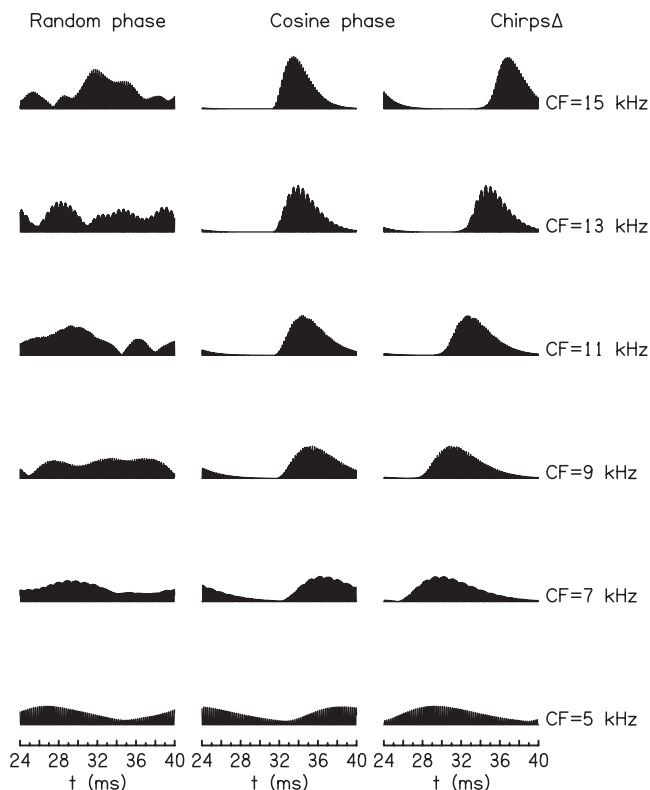 Random phase Cosine phase Chirps∆
CF=15 kHz
CF=13 kHz
CF=11 kHz
CF=9 kHz
CF=7 kHz
CF=5 kHz
24 28 32 36 40 24 28 32 36 40 24 28 32 36 40
t (ms) t (ms) t (ms)